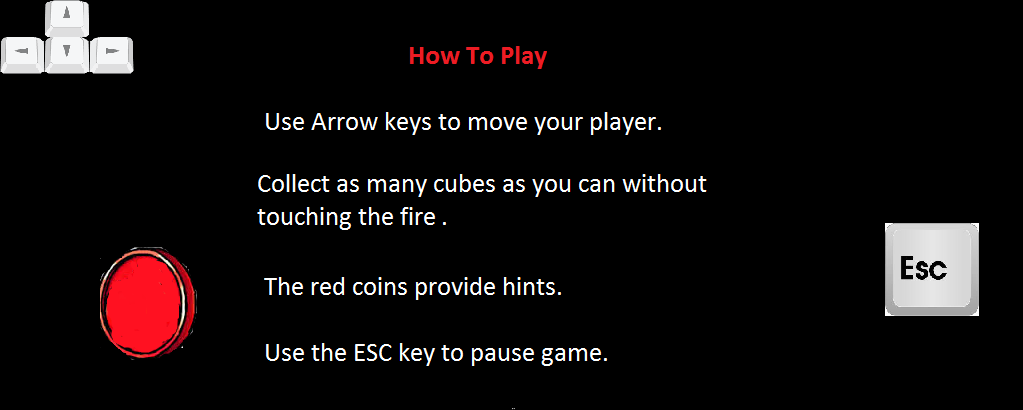 How To Play
Use Arrow keys to move your player.
Collect as many cubes as you can without
touching the fire .
The red coins provide hints.
Esc
Use the ESC key to pause game.